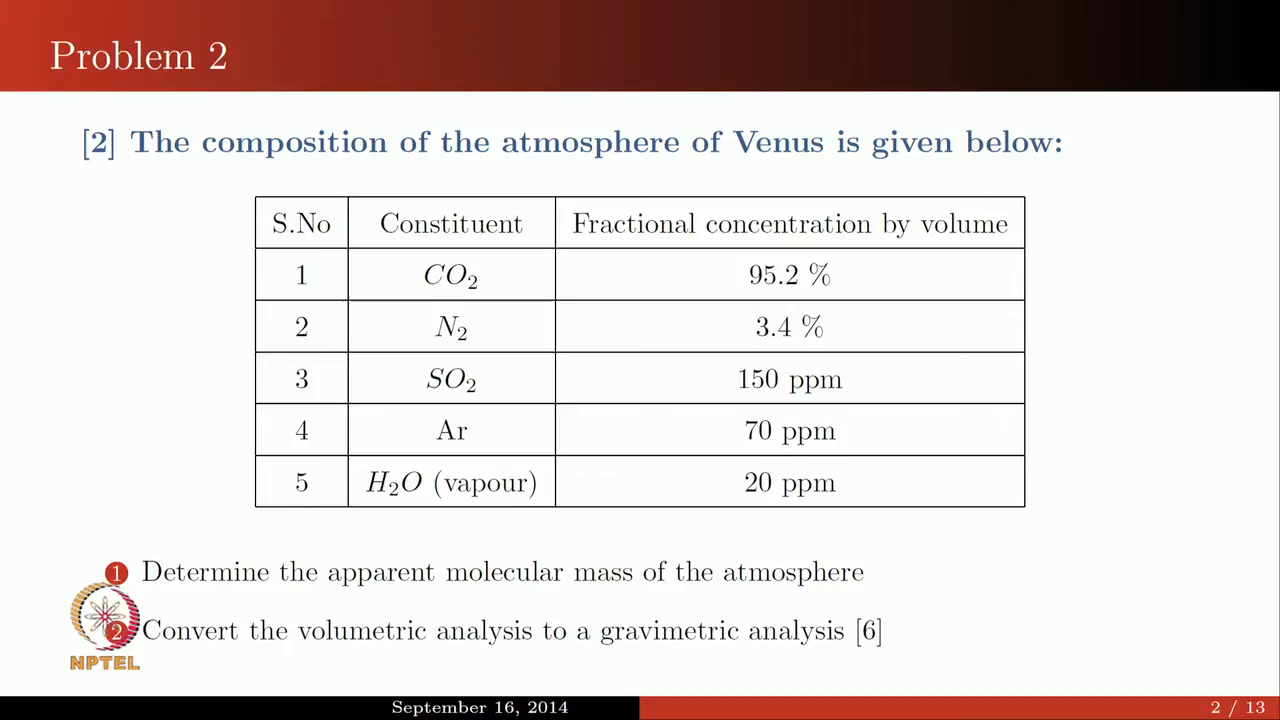 Problem 2
[2] The composition of the atmosphere of Venus is given below:
S.No Constituent Fractional concentration by volume
1 CO₂ 95.2 %
2 N₂ 3.4 %
3 SO₂ 150 ppm
4 Ar 70 ppm
5 H₂O (vapour) 20 ppm
1 Determine the apparent molecular mass of the atmosphere
2 Convert the volumetric analysis to a gravimetric analysis [6]
NPTEL
September 16, 2014 2 / 13